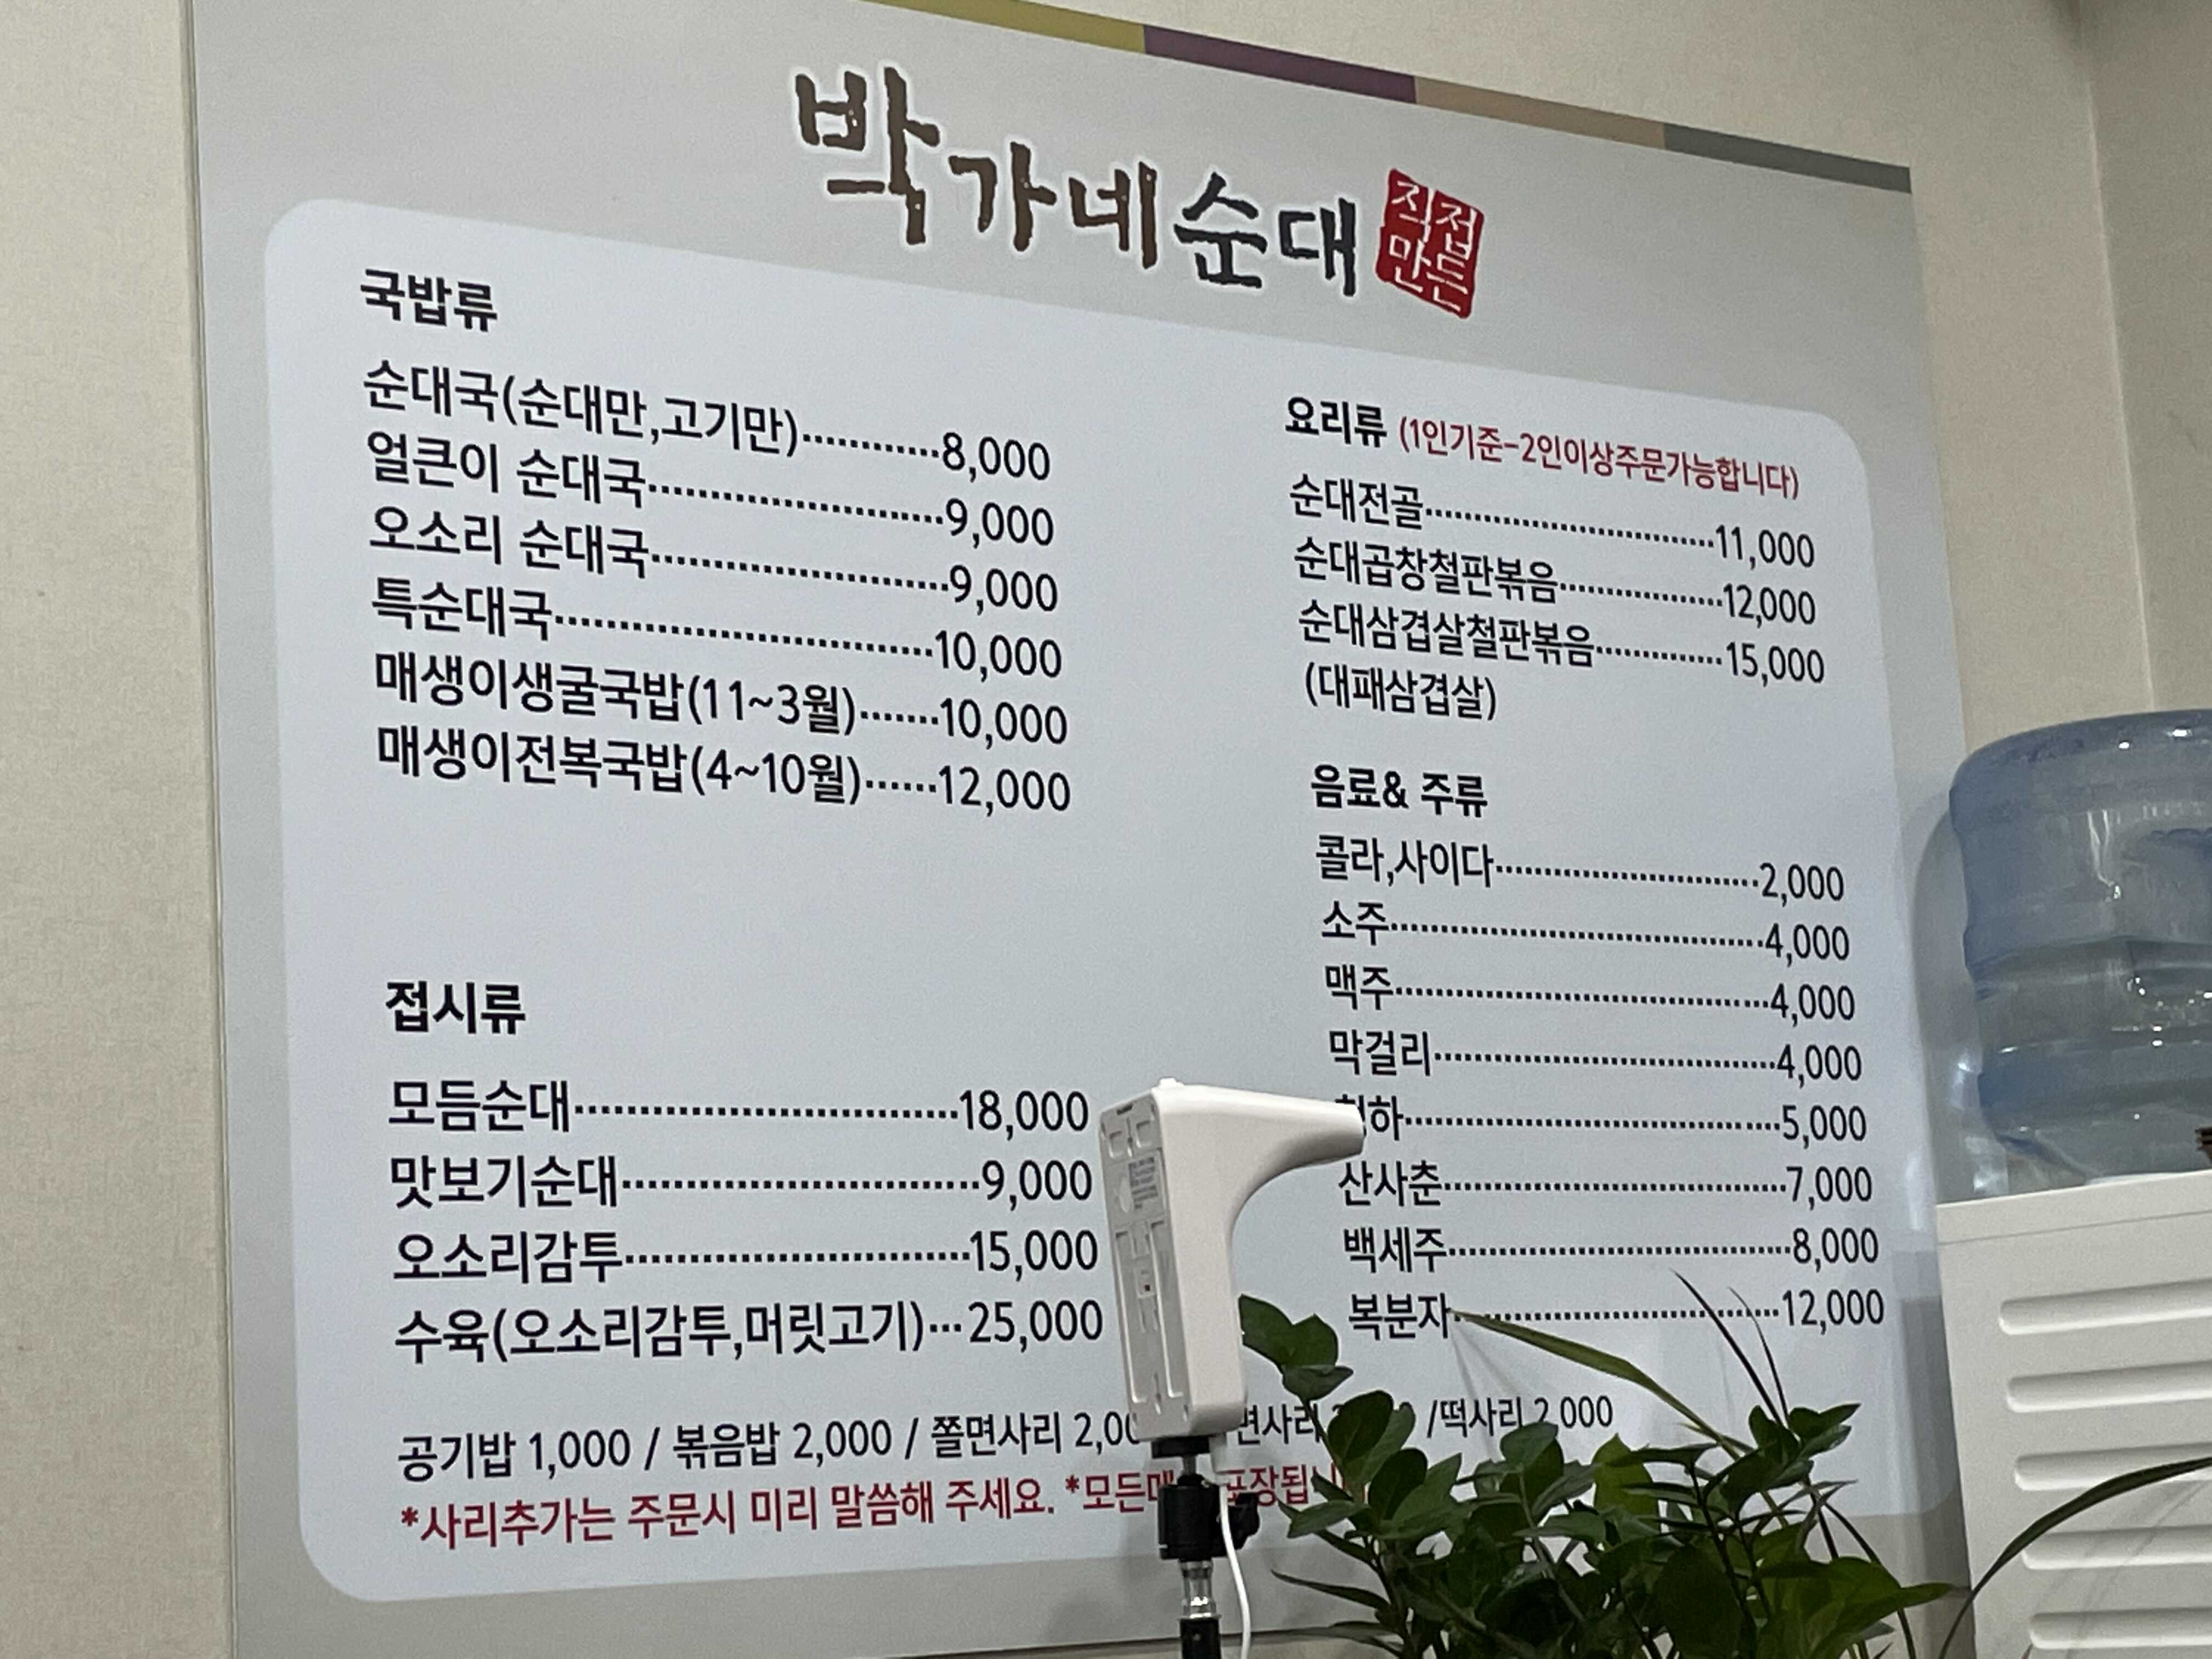 박가네순대
직접
만든
국밥류
순대국(순대만,고기만)············8,000
얼큰이 순대국·························9,000
오소리 순대국·························9,000
특순대국································10,000
매생이생굴국밥(11~3월)·······10,000
매생이전복국밥(4~10월)······12,000
접시류
모듬순대·································18,000
맛보기순대······························9,000
오소리감투······························15,000
수육(오소리감투,머릿고기)···25,000
요리류 (1인기준-2인이상주문가능합니다)
순대전골······························11,000
순대곱창철판볶음·················12,000
순대삼겹살철판볶음·············15,000
(대패삼겹살)
음료& 주류
콜라,사이다···························2,000
소주······································4,000
맥주······································4,000
막걸리···································4,000
하·······································5,000
산사춘···································7,000
백세주···································8,000
복분자···································12,000
공기밥 1,000 / 볶음밥 2,000 / 쫄면사리 /떡사리 2,000
*사리추가는 주문시 미리 말씀해 주세요. *모든